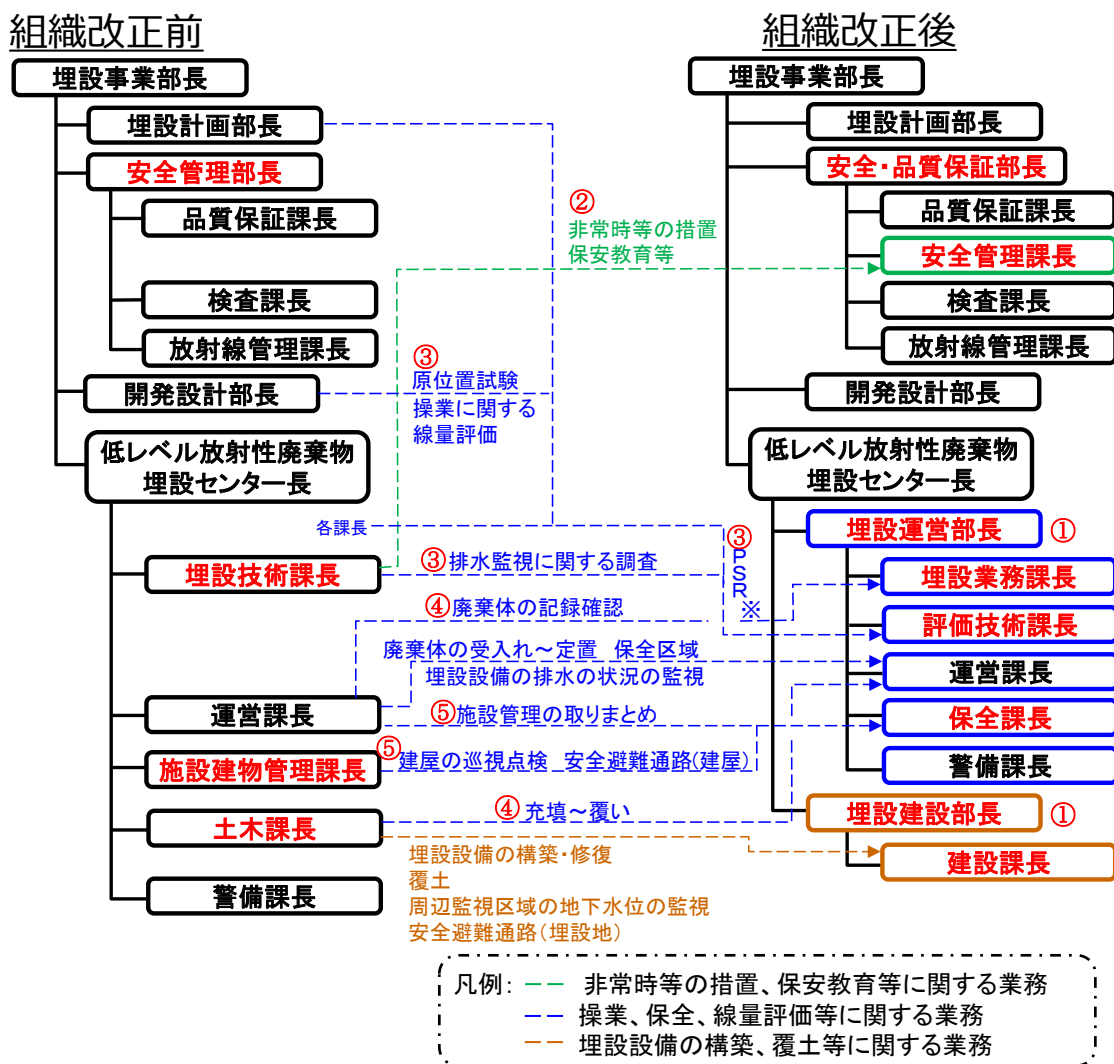 組織改正前
埋設事業部長
埋設計画部長
安全管理部長
品質保証課長
検査課長
放射線管理課長
開発設計部長
低レベル放射性廃棄物
埋設センター長
各課長
埋設技術課長
運営課長
施設建物管理課長
土木課長
警備課長
②
非常時等の措置
保安教育等
③
原位置試験
操業に関する
線量評価
③排水監視に関する調査
③
PSR
※
④廃棄体の記録確認
廃棄体の受入れ～定置 保全区域
埋設設備の排水の状況の監視
⑤施設管理の取りまとめ
⑤建屋の巡視点検 安全避難通路(建屋)
④充填～覆い
埋設設備の構築・修復
覆土
周辺監視区域の地下水位の監視
安全避難通路(埋設地)
組織改正後
埋設事業部長
埋設計画部長
安全・品質保証部長
品質保証課長
安全管理課長
検査課長
放射線管理課長
開発設計部長
低レベル放射性廃棄物
埋設センター長
埋設運営部長 ①
埋設業務課長
評価技術課長
運営課長
保全課長
警備課長
埋設建設部長 ①
建設課長
凡例: 非常時等の措置、保安教育等に関する業務
操業、保全、線量評価等に関する業務
埋設設備の構築、覆土等に関する業務